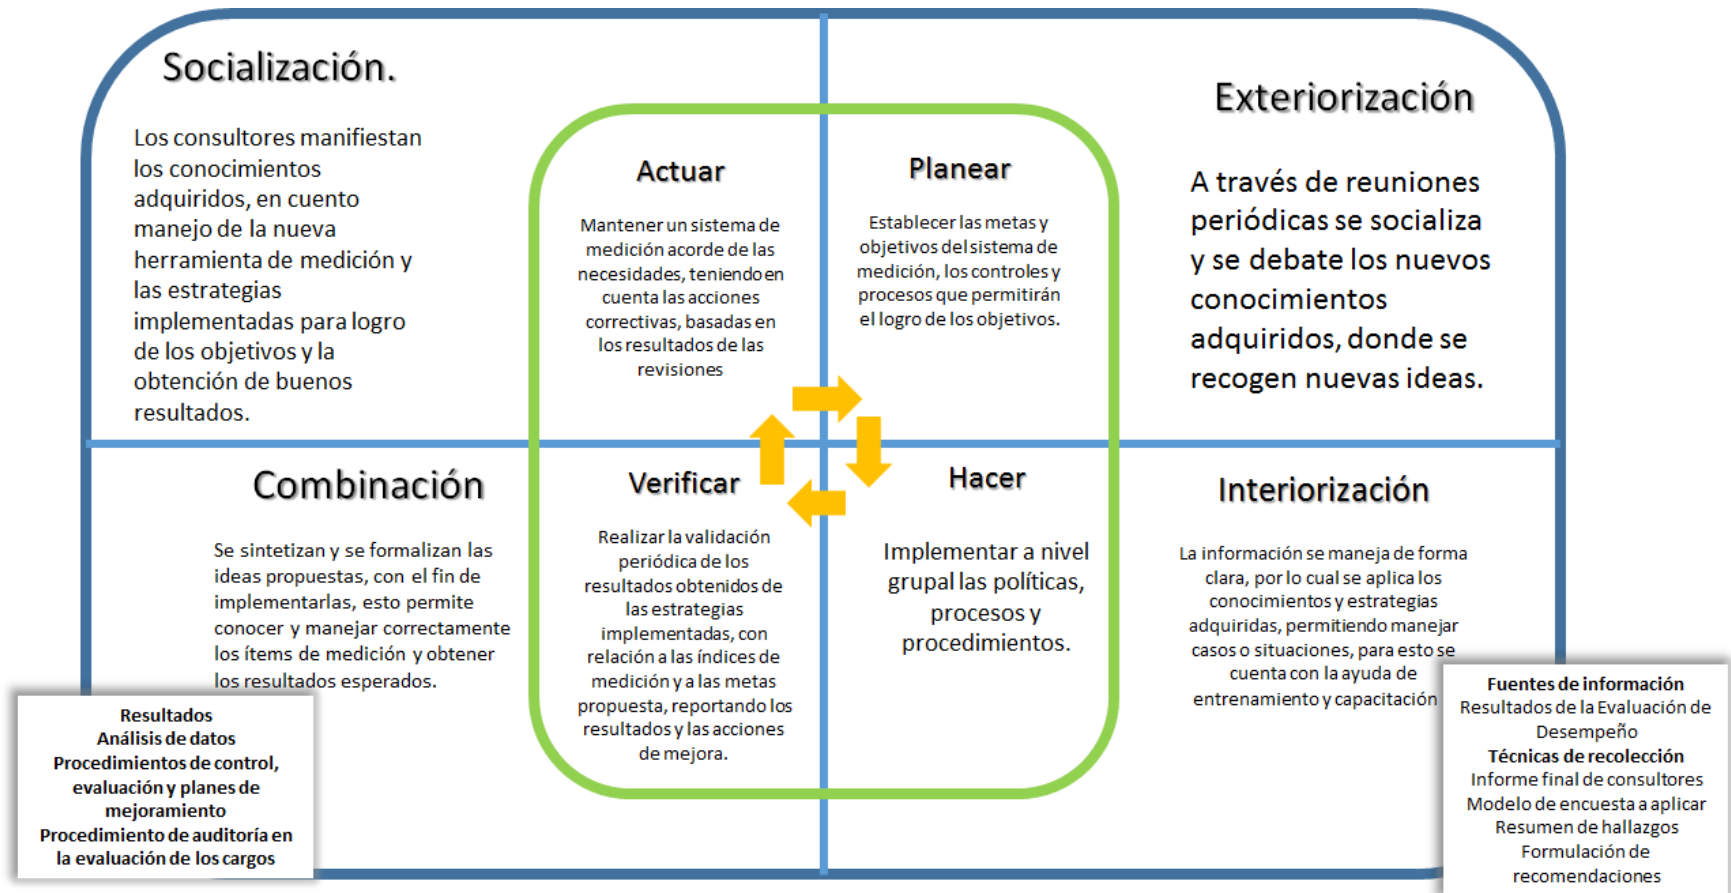 Socialización.
Los consultores manifiestan
los conocimientos
adquiridos, en cuento
manejo de la nueva
herramienta de medición y
las estrategias
implementadas para logro
de los objetivos y la
obtención de buenos
resultados.
Actuar
Mantener un sistema de
medición acorde de las
necesidades, teniendo en
cuenta las acciones
correctivas, basadas en
los resultados de las
revisiones
Planear
Establecer las metas y
objetivos del sistema de
medición, los controles y
procesos que permitirán
el logro de los objetivos.
Exteriorización
A través de reuniones
periódicas se socializa
y se debate los nuevos
conocimientos
adquiridos, donde se
recogen nuevas ideas.
Combinación
Se sintetizan y se formalizan las
ideas propuestas, con el fin de
implementarlas, esto permite
conocer y manejar correctamente
los ítems de medición y obtener
los resultados esperados.
Verificar
Realizar la validación
periódica de los
resultados obtenidos de
las estrategias
implementadas, con
relación a las índices de
medición y a las metas
propuesta, reportando los
resultados y las acciones
de mejora.
Hacer
Implementar a nivel
grupal las políticas,
procesos y
procedimientos.
Interiorización
La información se maneja de forma
clara, por lo cual se aplica los
conocimientos y estrategias
adquiridas, permitiendo manejar
casos o situaciones, para esto se
cuenta con la ayuda de
entrenamiento y capacitación
Resultados
Análisis de datos
Procedimientos de control,
evaluación y planes de
mejoramiento
Procedimiento de auditoría en
la evaluación de los cargos
Fuentes de información
Resultados de la Evaluación de
Desempeño
Técnicas de recolección
Informe final de consultores
Modelo de encuesta a aplicar
Resumen de hallazgos
Formulación de
recomendaciones